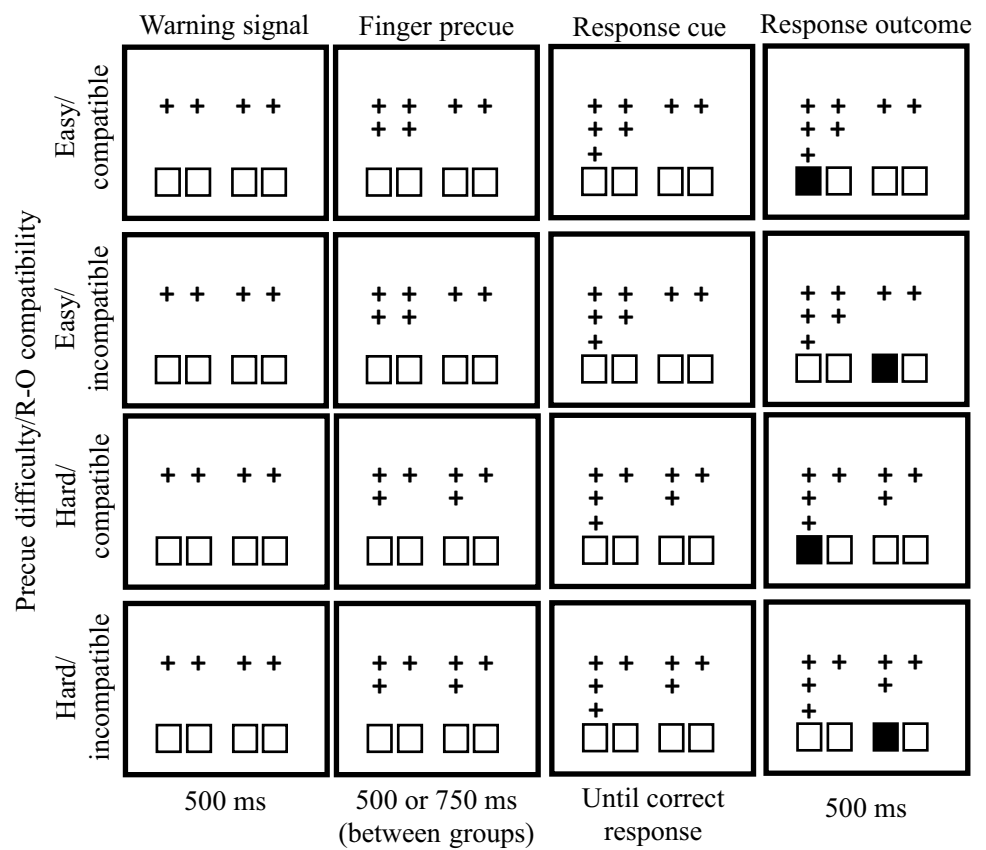 Warning signal
Finger precue
Response cue
Response outcome
Precue difficulty/R-O compatibility
Easy/
compatible
Easy/
incompatible
Hard/
compatible
Hard/
incompatible
500 ms
500 or 750 ms
(between groups)
Until correct
response
500 ms